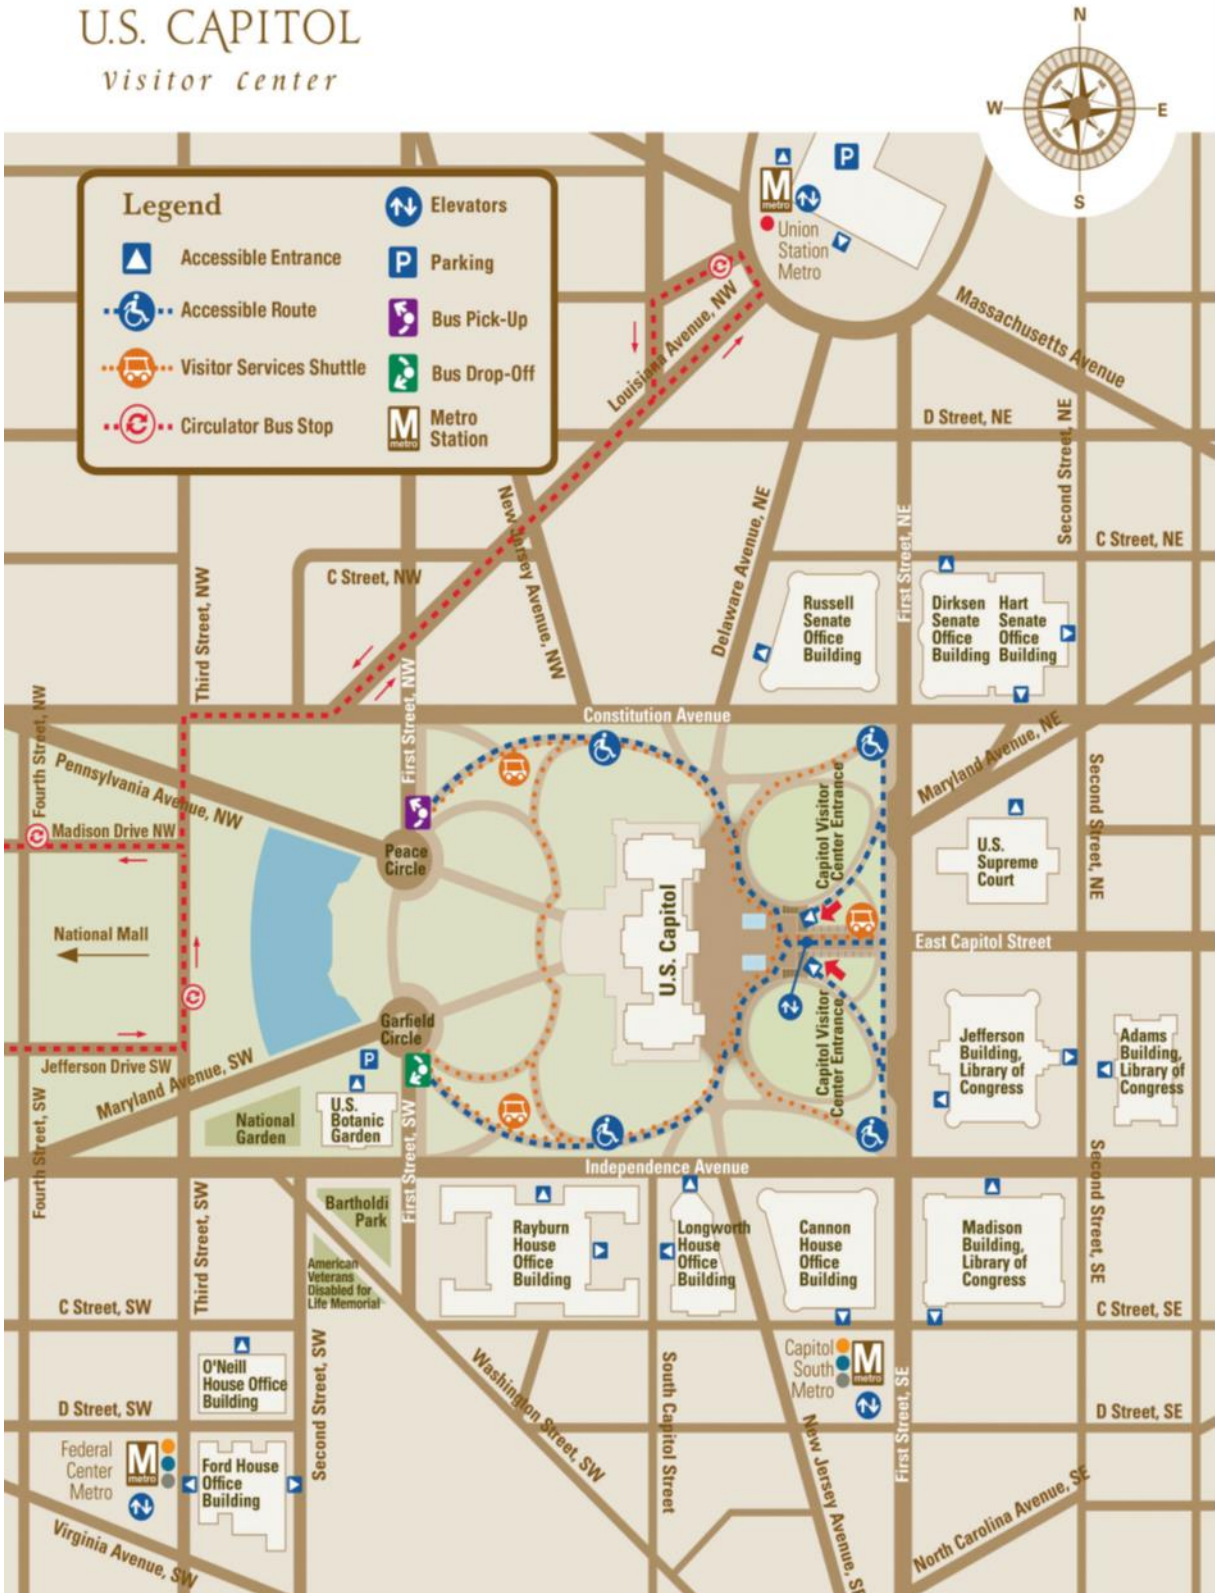 U.S. CAPITOL
Visitor Center
N
W
E
S
Legend
Accessible Entrance
Accessible Route
Visitor Services Shuttle
Circulator Bus Stop
Elevators
P
Parking
Bus Pick-Up
Bus Drop-Off
M
metro
Metro
Station
P
M
metro
Union
Station
Metro
Massachusetts Avenue
Louisiana Avenue, NW
D Street, NE
Second Street, NE
New Jersey Avenue, NW
Delaware Avenue, NE
First Street, NE
C Street, NE
C Street, NW
Third Street, NW
Russell
Senate
Office
Building
Dirksen
Senate
Office
Building
Hart
Senate
Office
Building
First Street, NW
Fourth Street, NW
Constitution Avenue
Maryland Avenue, NE
Pennsylvania Avenue, NW
Madison Drive NW
Peace
Circle
Capitol Visitor
Center Entrance
U.S.
Supreme
Court
Second Street, NE
National Mall
U.S. Capitol
East Capitol Street
Garfield
Circle
Capitol Visitor
Center Entrance
Jefferson
Building,
Library of
Congress
Adams
Building,
Library of
Congress
Jefferson Drive SW
Maryland Avenue, SW
P
U.S.
Botanic
Garden
National
Garden
Fourth Street, SW
First Street, SW
Independence Avenue
Second Street, SE
Third Street, SW
Bartholdi
Park
American
Veterans
Disabled for
Life Memorial
Rayburn
House
Office
Building
Longworth
House
Office
Building
Cannon
House
Office
Building
Madison
Building,
Library of
Congress
C Street, SW
C Street, SE
O'Neill
House Office
Building
Second Street, SW
Washington Street, SW
South Capitol Street
Capitol
South
Metro
M
metro
First Street, SE
D Street, SW
D Street, SE
Federal
Center
Metro
M
metro
Ford House
Office
Building
New Jersey Avenue, SE
North Carolina Avenue, SE
Virginia Avenue, SW